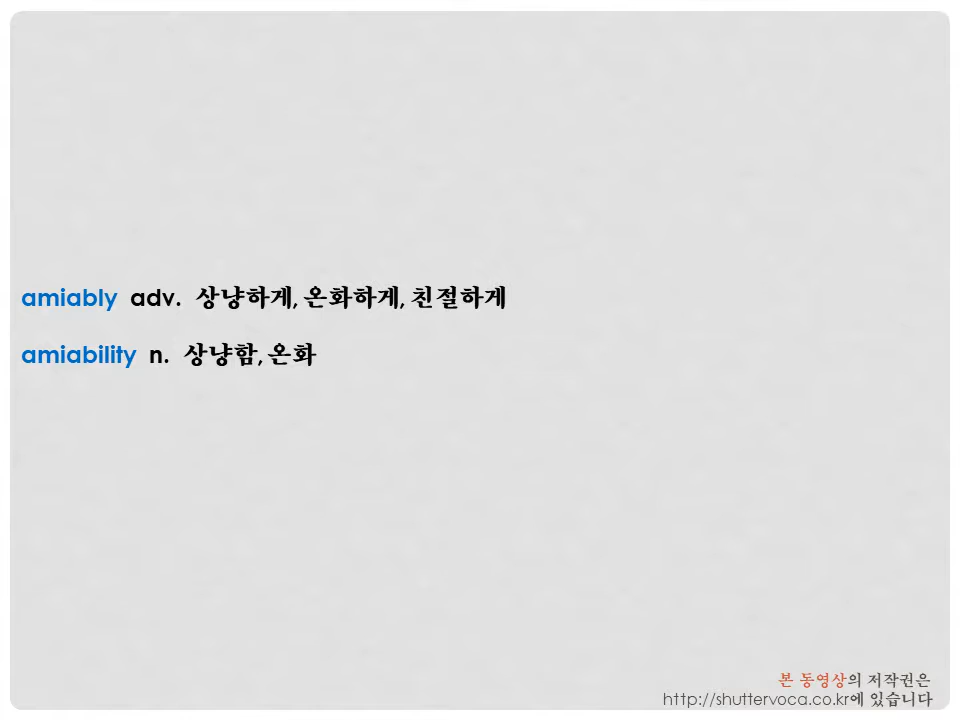 amiably adv. 상냥하게, 온화하게, 친절하게
amiability n. 상냥함, 온화
본 동영상의 저작권은
http://shuttervoca.co.kr에 있습니다